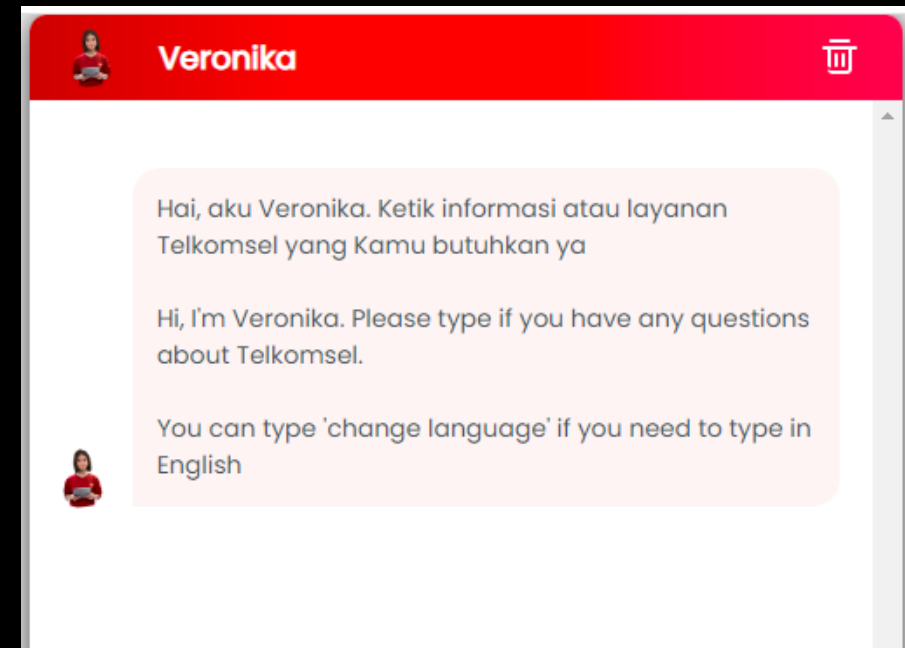 Veronika
Hai, aku Veronika. Ketik informasi atau layanan
Telkomsel yang Kamu butuhkan ya
Hi, I'm Veronika. Please type if you have any questions
about Telkomsel.
You can type 'change language' if you need to type in
English